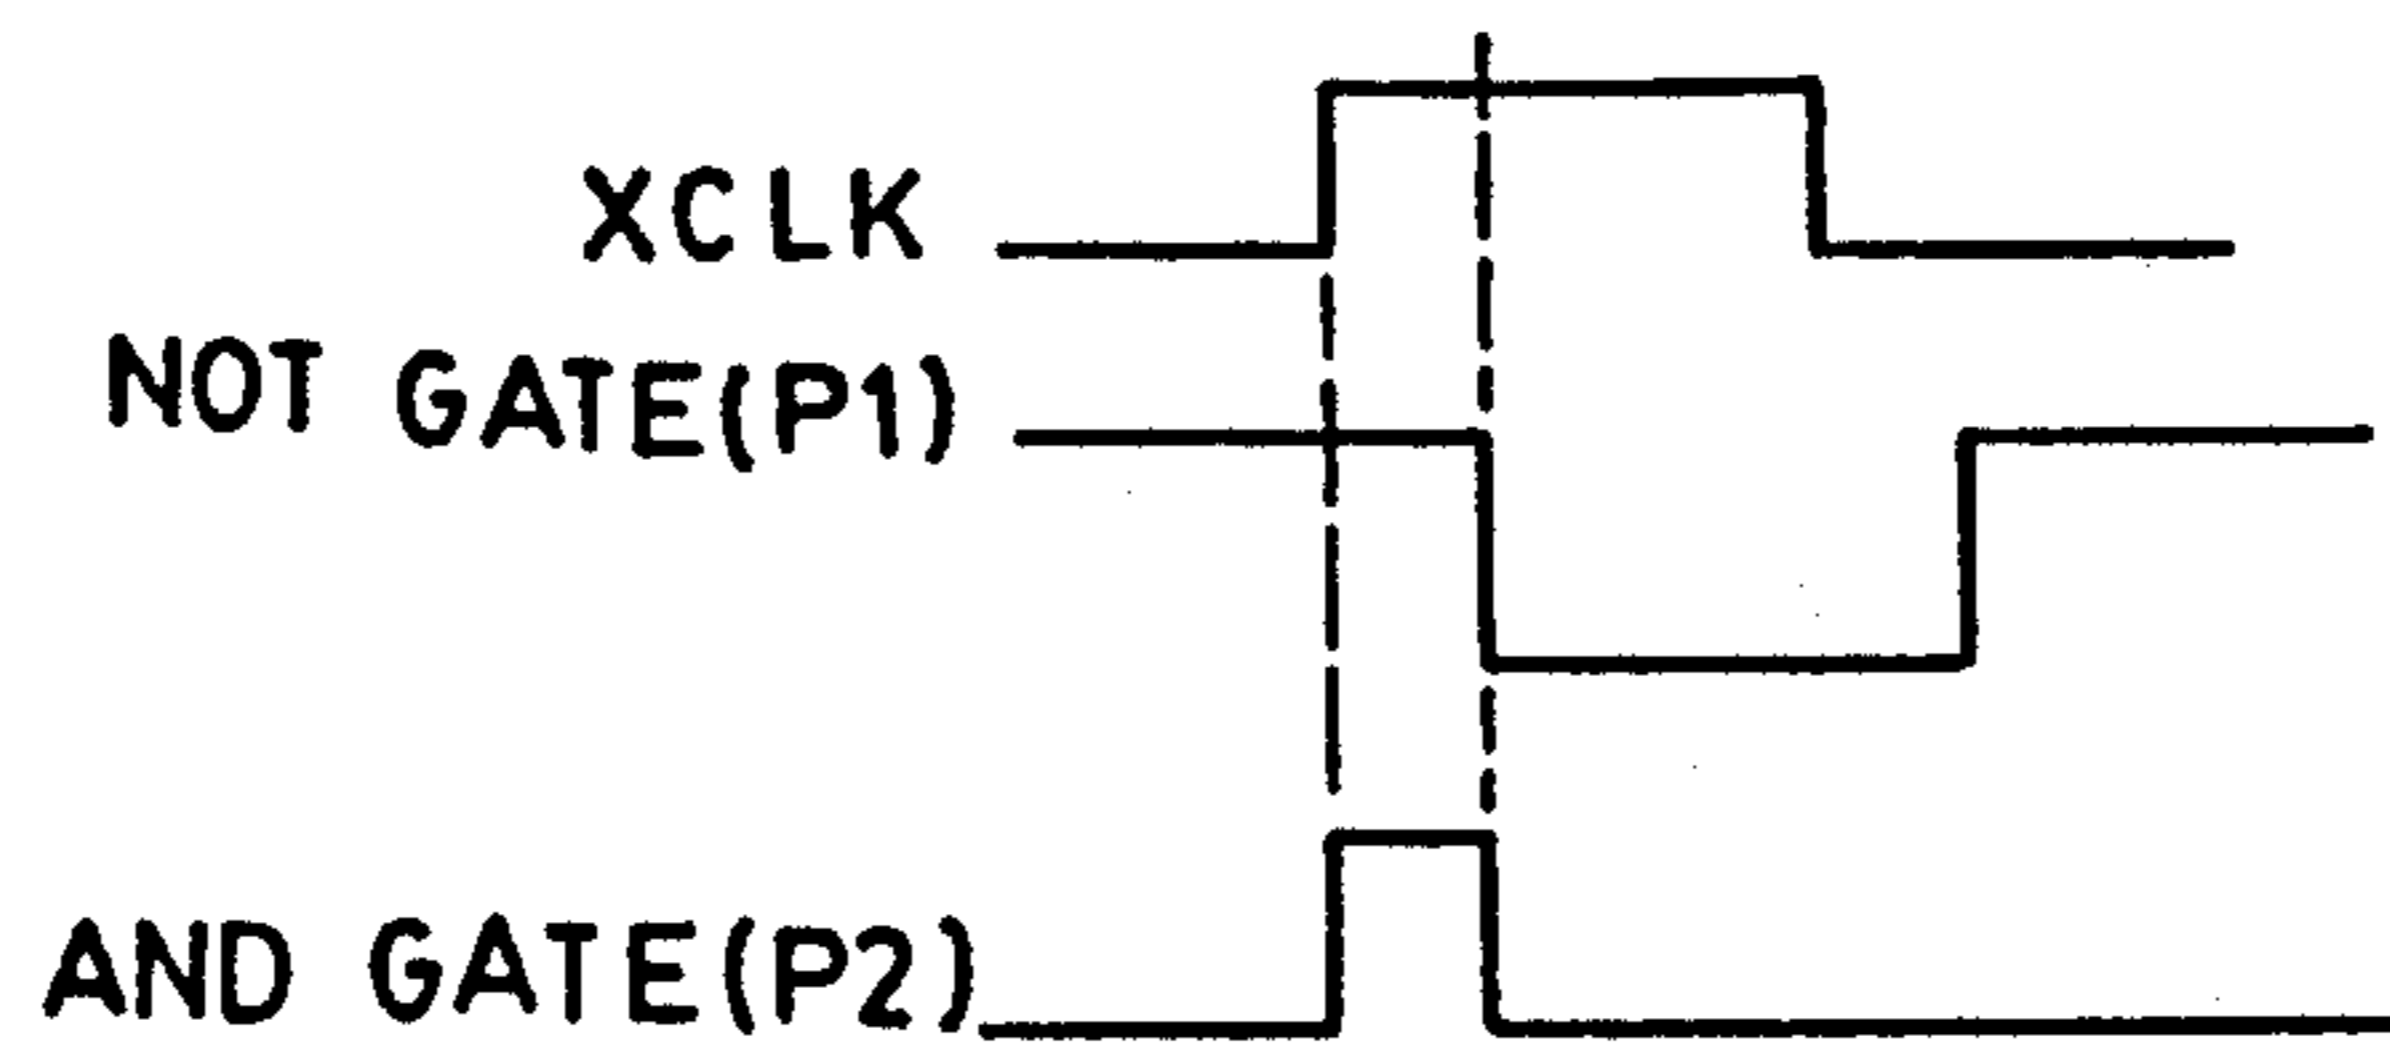 XCLK
NOT GATE(P1)
AND GATE(P2)